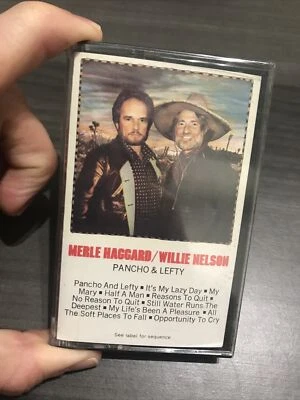 MERLE HAGGARD/WILLIE NELSON
PANCHO & LEFTY
Pancho And Lefty ▪ It's My Lazy Day ▪ My
Mary ▪ Half A Man ▪ Reasons To Quit ▪
No Reason To Quit ▪ Still Water Runs The
Deepest ▪ My Life's Been A Pleasure ▪ All
The Soft Places To Fall ▪ Opportunity To Cry
See label for sequence.